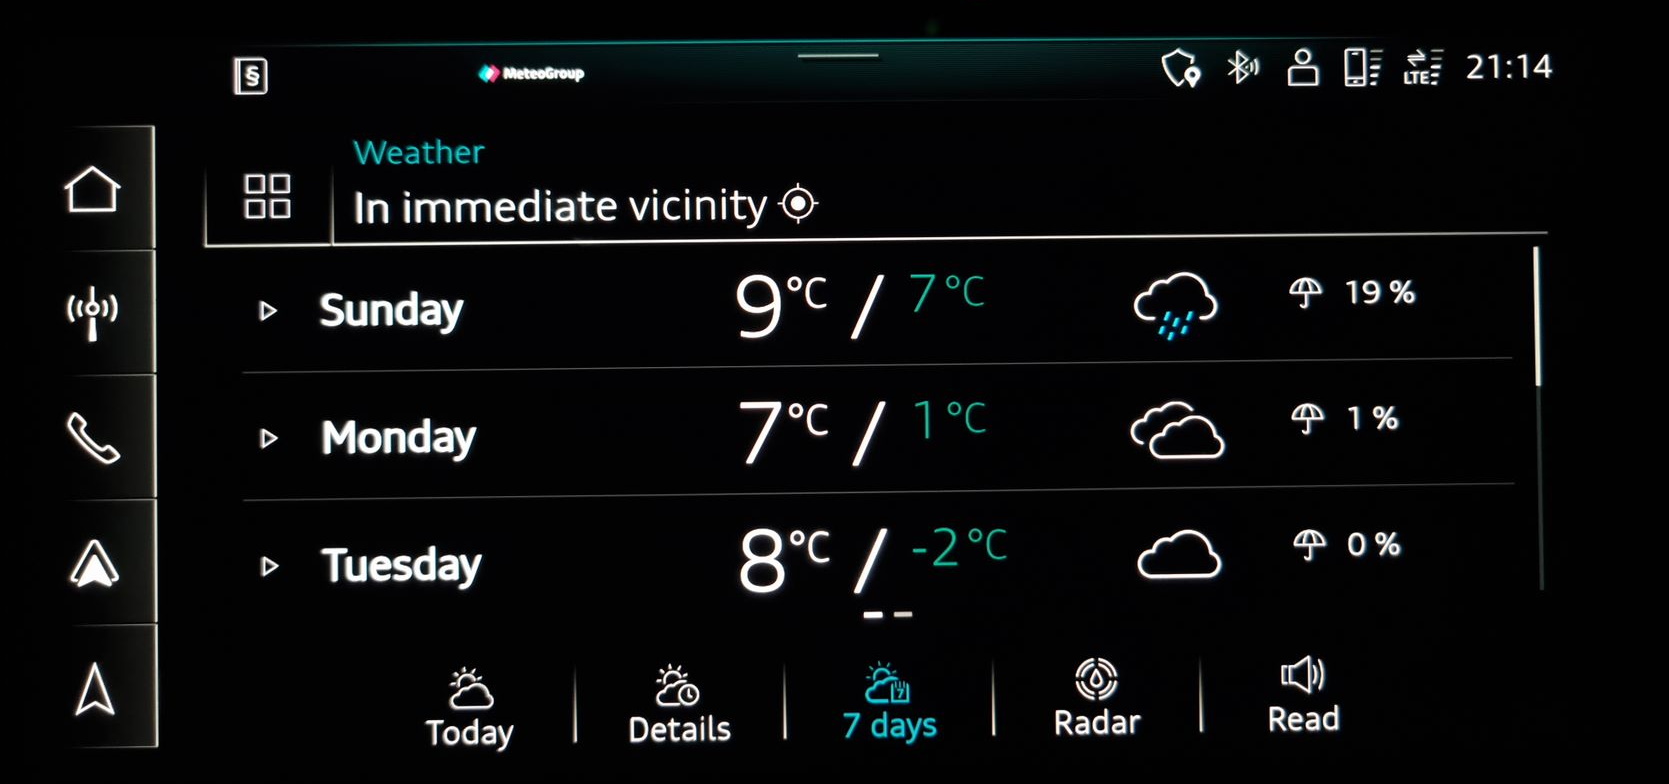 § MeteoGroup LTE 21:14
Weather
In immediate vicinity
Sunday 9°C / 7°C 19 %
Monday 7°C / 1°C 1 %
Tuesday 8°C / -2°C 0 %
7
Today Details 7 days Radar Read